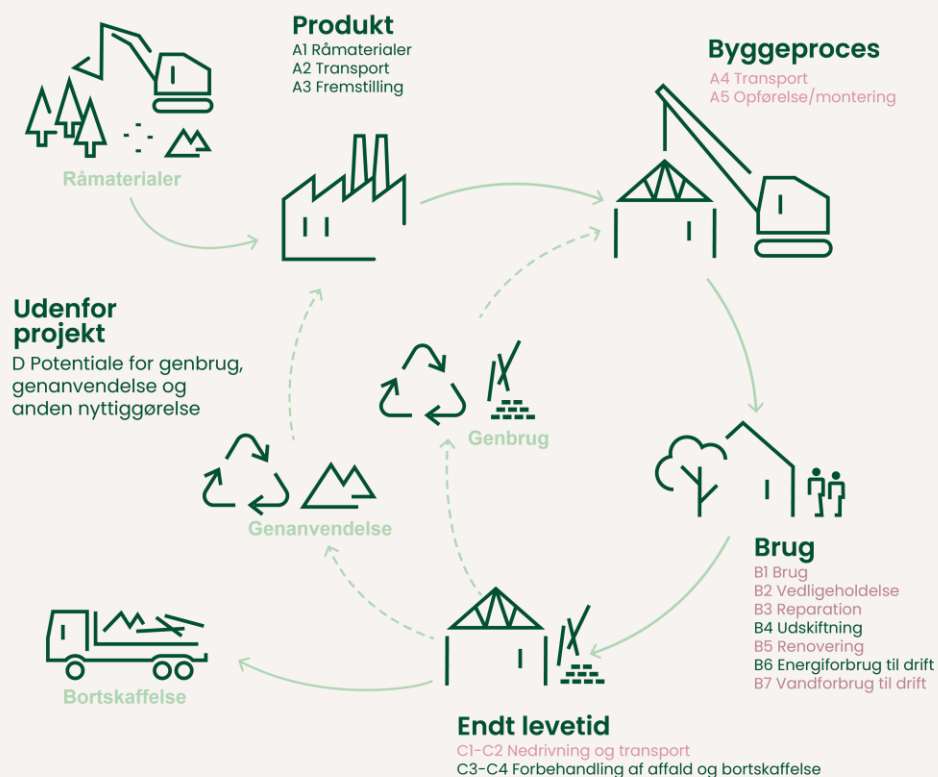 Produkt
A1 Råmaterialer
A2 Transport
A3 Fremstilling
Byggeproces
A4 Transport
A5 Opførelse/montering
Råmaterialer
Udenfor
projekt
D Potentiale for genbrug,
genanvendelse og
anden nyttiggørelse
Genbrug
Genanvendelse
Brug
B1 Brug
B2 Vedligeholdelse
B3 Reparation
B4 Udskiftning
B5 Renovering
B6 Energiforbrug til drift
B7 Vandforbrug til drift
Bortskaffelse
Endt levetid
C1-C2 Nedrivning og transport
C3-C4 Forbehandling af affald og bortskaffelse